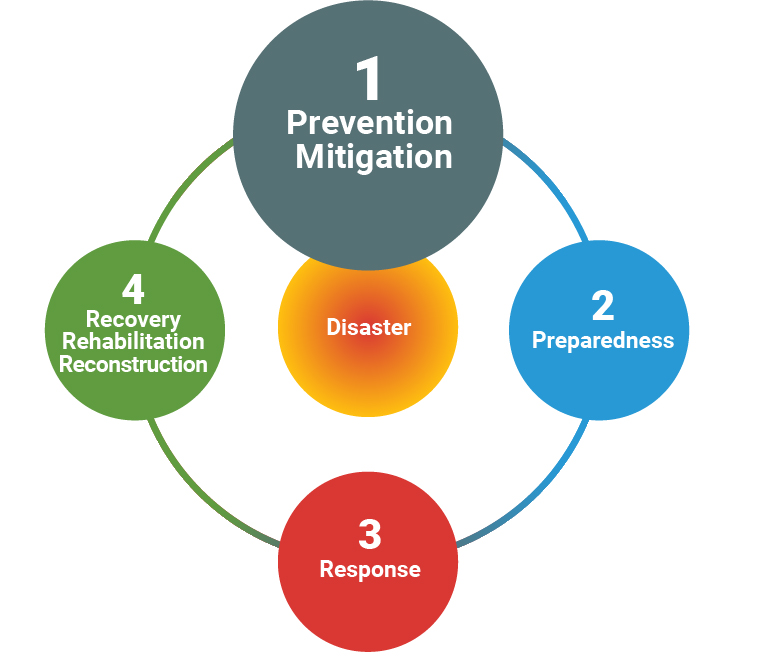 1
Prevention
Mitigation
2
Preparedness
3
Response
4
Recovery
Rehabilitation
Reconstruction
Disaster